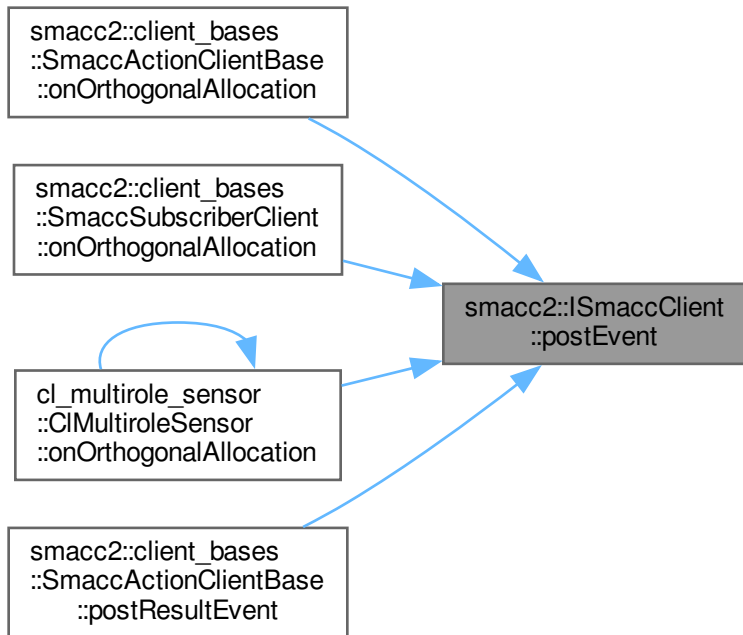 smacc2::client_bases
::SmaccActionClientBase
::onOrthogonalAllocation
smacc2::client_bases
::SmaccSubscriberClient
::onOrthogonalAllocation
smacc2::ISmaccClient
::postEvent
cl_multirole_sensor
::ClMultiroleSensor
::onOrthogonalAllocation
smacc2::client_bases
::SmaccActionClientBase
::postResultEvent